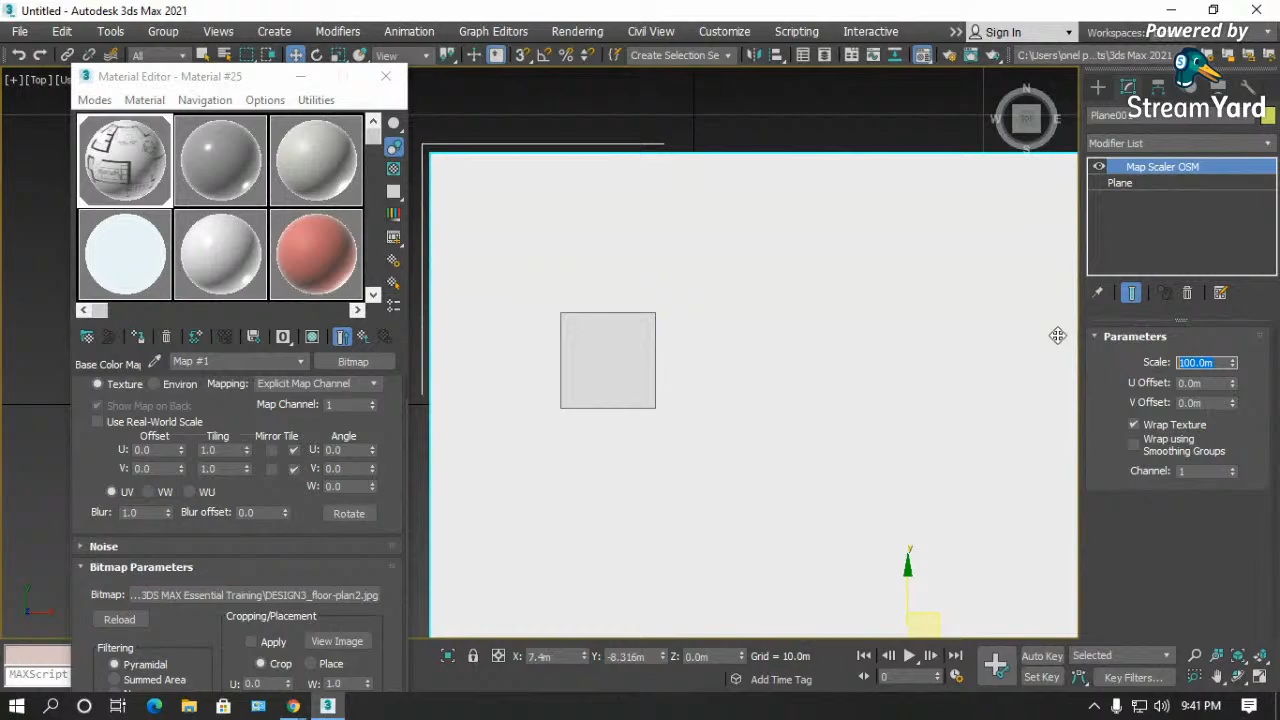 Untitled - Autodesk 3ds Max 2021
File Edit Tools Group Views Create Modifiers Animation Graph Editors Rendering Civil View Customize Scripting Interactive Sign In Workspaces:
Powered by
All View Create Selection Se C:\Users\onel p...ts\3ds Max 2021
StreamYard
[+] [Top]
Material Editor - Material #25
Modes Material Navigation Options Utilities
N
W TOP E
S
Modifier List
Map Scaler OSM
Plane
Base Color Map: Map #1 Bitmap
Texture Environ Mapping: Explicit Map Channel
Show Map on Back Map Channel: 1
Use Real-World Scale
Offset Tiling Mirror Tile Angle
U: 0.0 1.0 U: 0.0
V: 0.0 1.0 V: 0.0
W: 0.0
UV VW WU
Blur: 1.0 Blur offset: 0.0 Rotate
Noise
Bitmap Parameters
Bitmap: ...3DS MAX Essential Training\DESIGN3_floor-plan2.jpg
Reload Cropping/Placement
Filtering Apply View Image
Pyramidal Crop Place
Summed Area U: 0.0 W: 1.0
Parameters
Scale: 100.0m
U Offset: 0.0m
V Offset: 0.0m
Wrap Texture
Wrap using
Smoothing Groups
Channel: 1
y
MAXScript
X: 7.4m Y: -8.316m Z: 0.0m Grid = 10.0m
Add Time Tag
0
Auto Key Selected
Set Key Key Filters...
9:41 PM